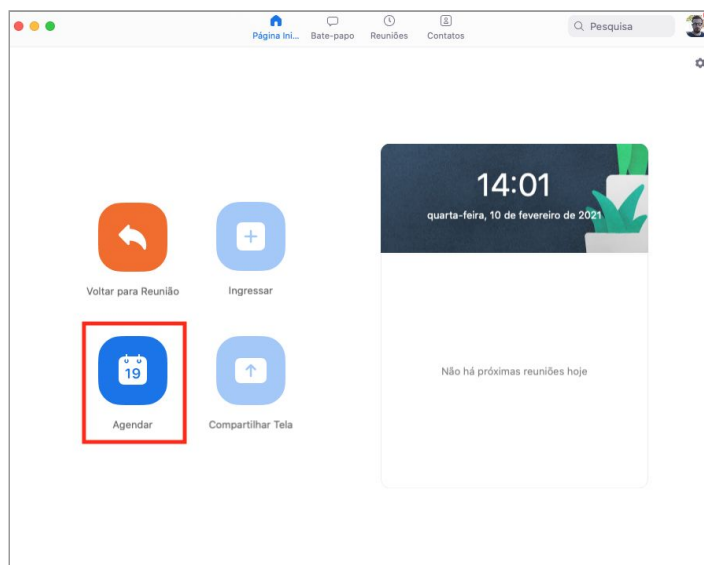 Página Ini...
Bate-papo
Reuniões
Contatos
Pesquisa
14:01
quarta-feira, 10 de fevereiro de 2021
Voltar para Reunião
Ingressar
19
Agendar
Compartilhar Tela
Não há próximas reuniões hoje